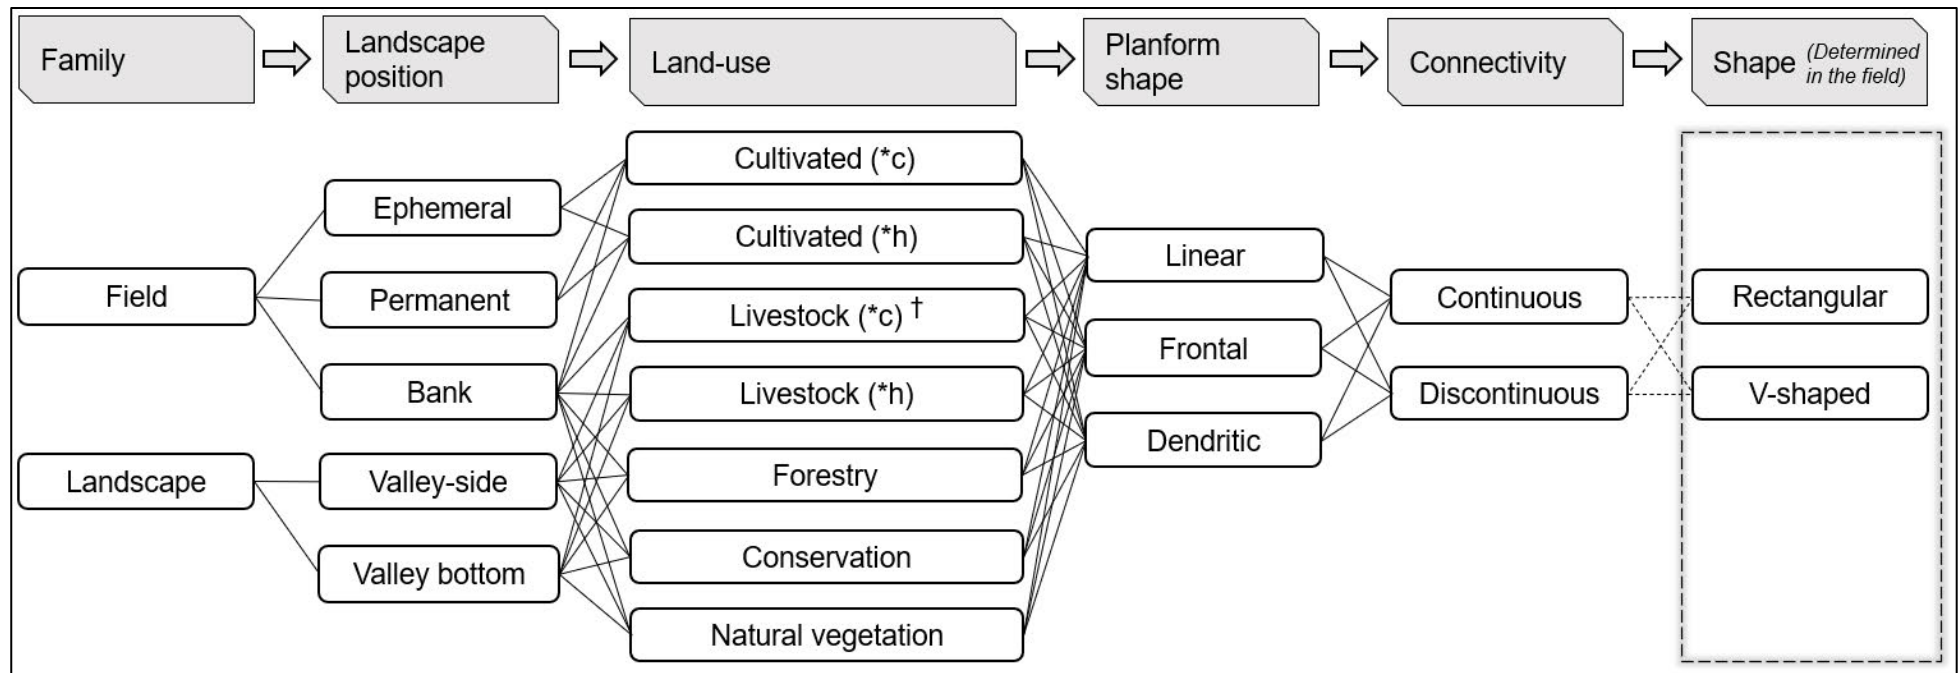 Family
Landscape
position
Land-use
Planform
shape
Connectivity
Shape (Determined
in the field)
Field
Landscape
Ephemeral
Permanent
Bank
Valley-side
Valley bottom
Cultivated (*c)
Cultivated (*h)
Livestock (*c) †
Livestock (*h)
Forestry
Conservation
Natural vegetation
Linear
Frontal
Dendritic
Continuous
Discontinuous
Rectangular
V-shaped